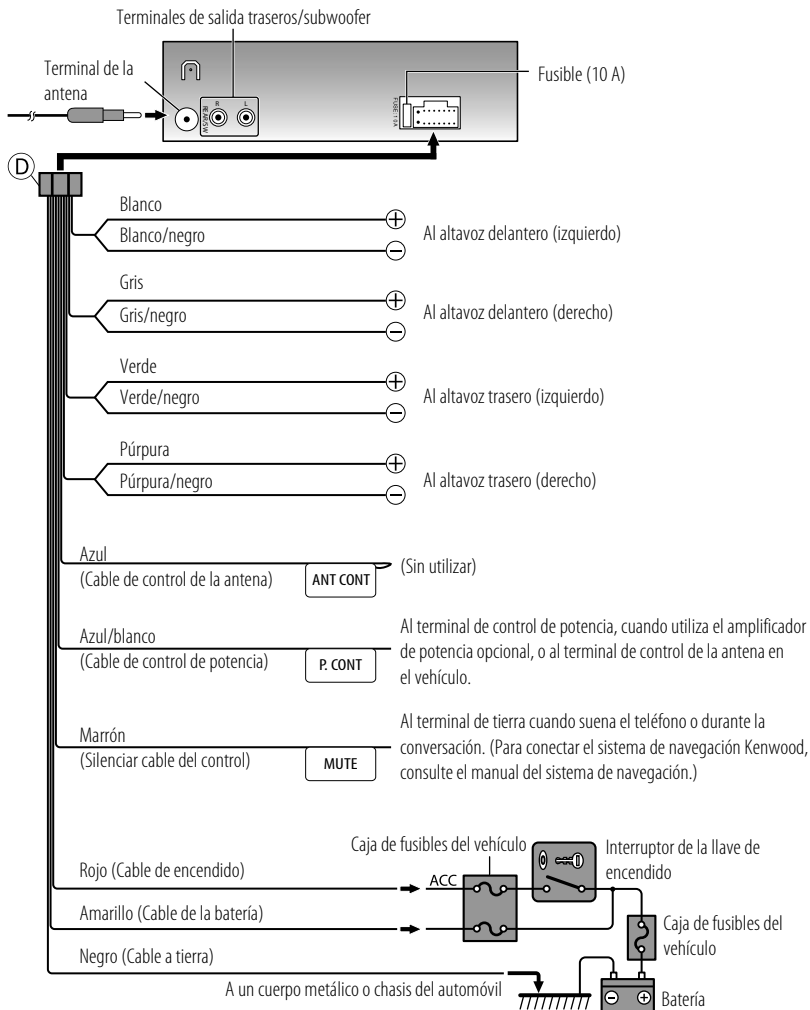 Terminales de salida traseros/subwoofer
Terminal de la
antena
Fusible (10 A)
REAR/SW
R
L
FUSE 10 A
D
Blanco
Blanco/negro
Al altavoz delantero (izquierdo)
Gris
Gris/negro
Al altavoz delantero (derecho)
Verde
Verde/negro
Al altavoz trasero (izquierdo)
Púrpura
Púrpura/negro
Al altavoz trasero (derecho)
Azul
(Cable de control de la antena)
ANT CONT
(Sin utilizar)
Azul/blanco
(Cable de control de potencia)
P. CONT
Al terminal de control de potencia, cuando utiliza el amplificador
de potencia opcional, o al terminal de control de la antena en
el vehículo.
Marrón
(Silenciar cable del control)
MUTE
Al terminal de tierra cuando suena el teléfono o durante la
conversación. (Para conectar el sistema de navegación Kenwood,
consulte el manual del sistema de navegación.)
Caja de fusibles del vehículo
Interruptor de la llave de
encendido
Rojo (Cable de encendido)
ACC
Amarillo (Cable de la batería)
Caja de fusibles del
vehículo
Negro (Cable a tierra)
A un cuerpo metálico o chasis del automóvil
Batería